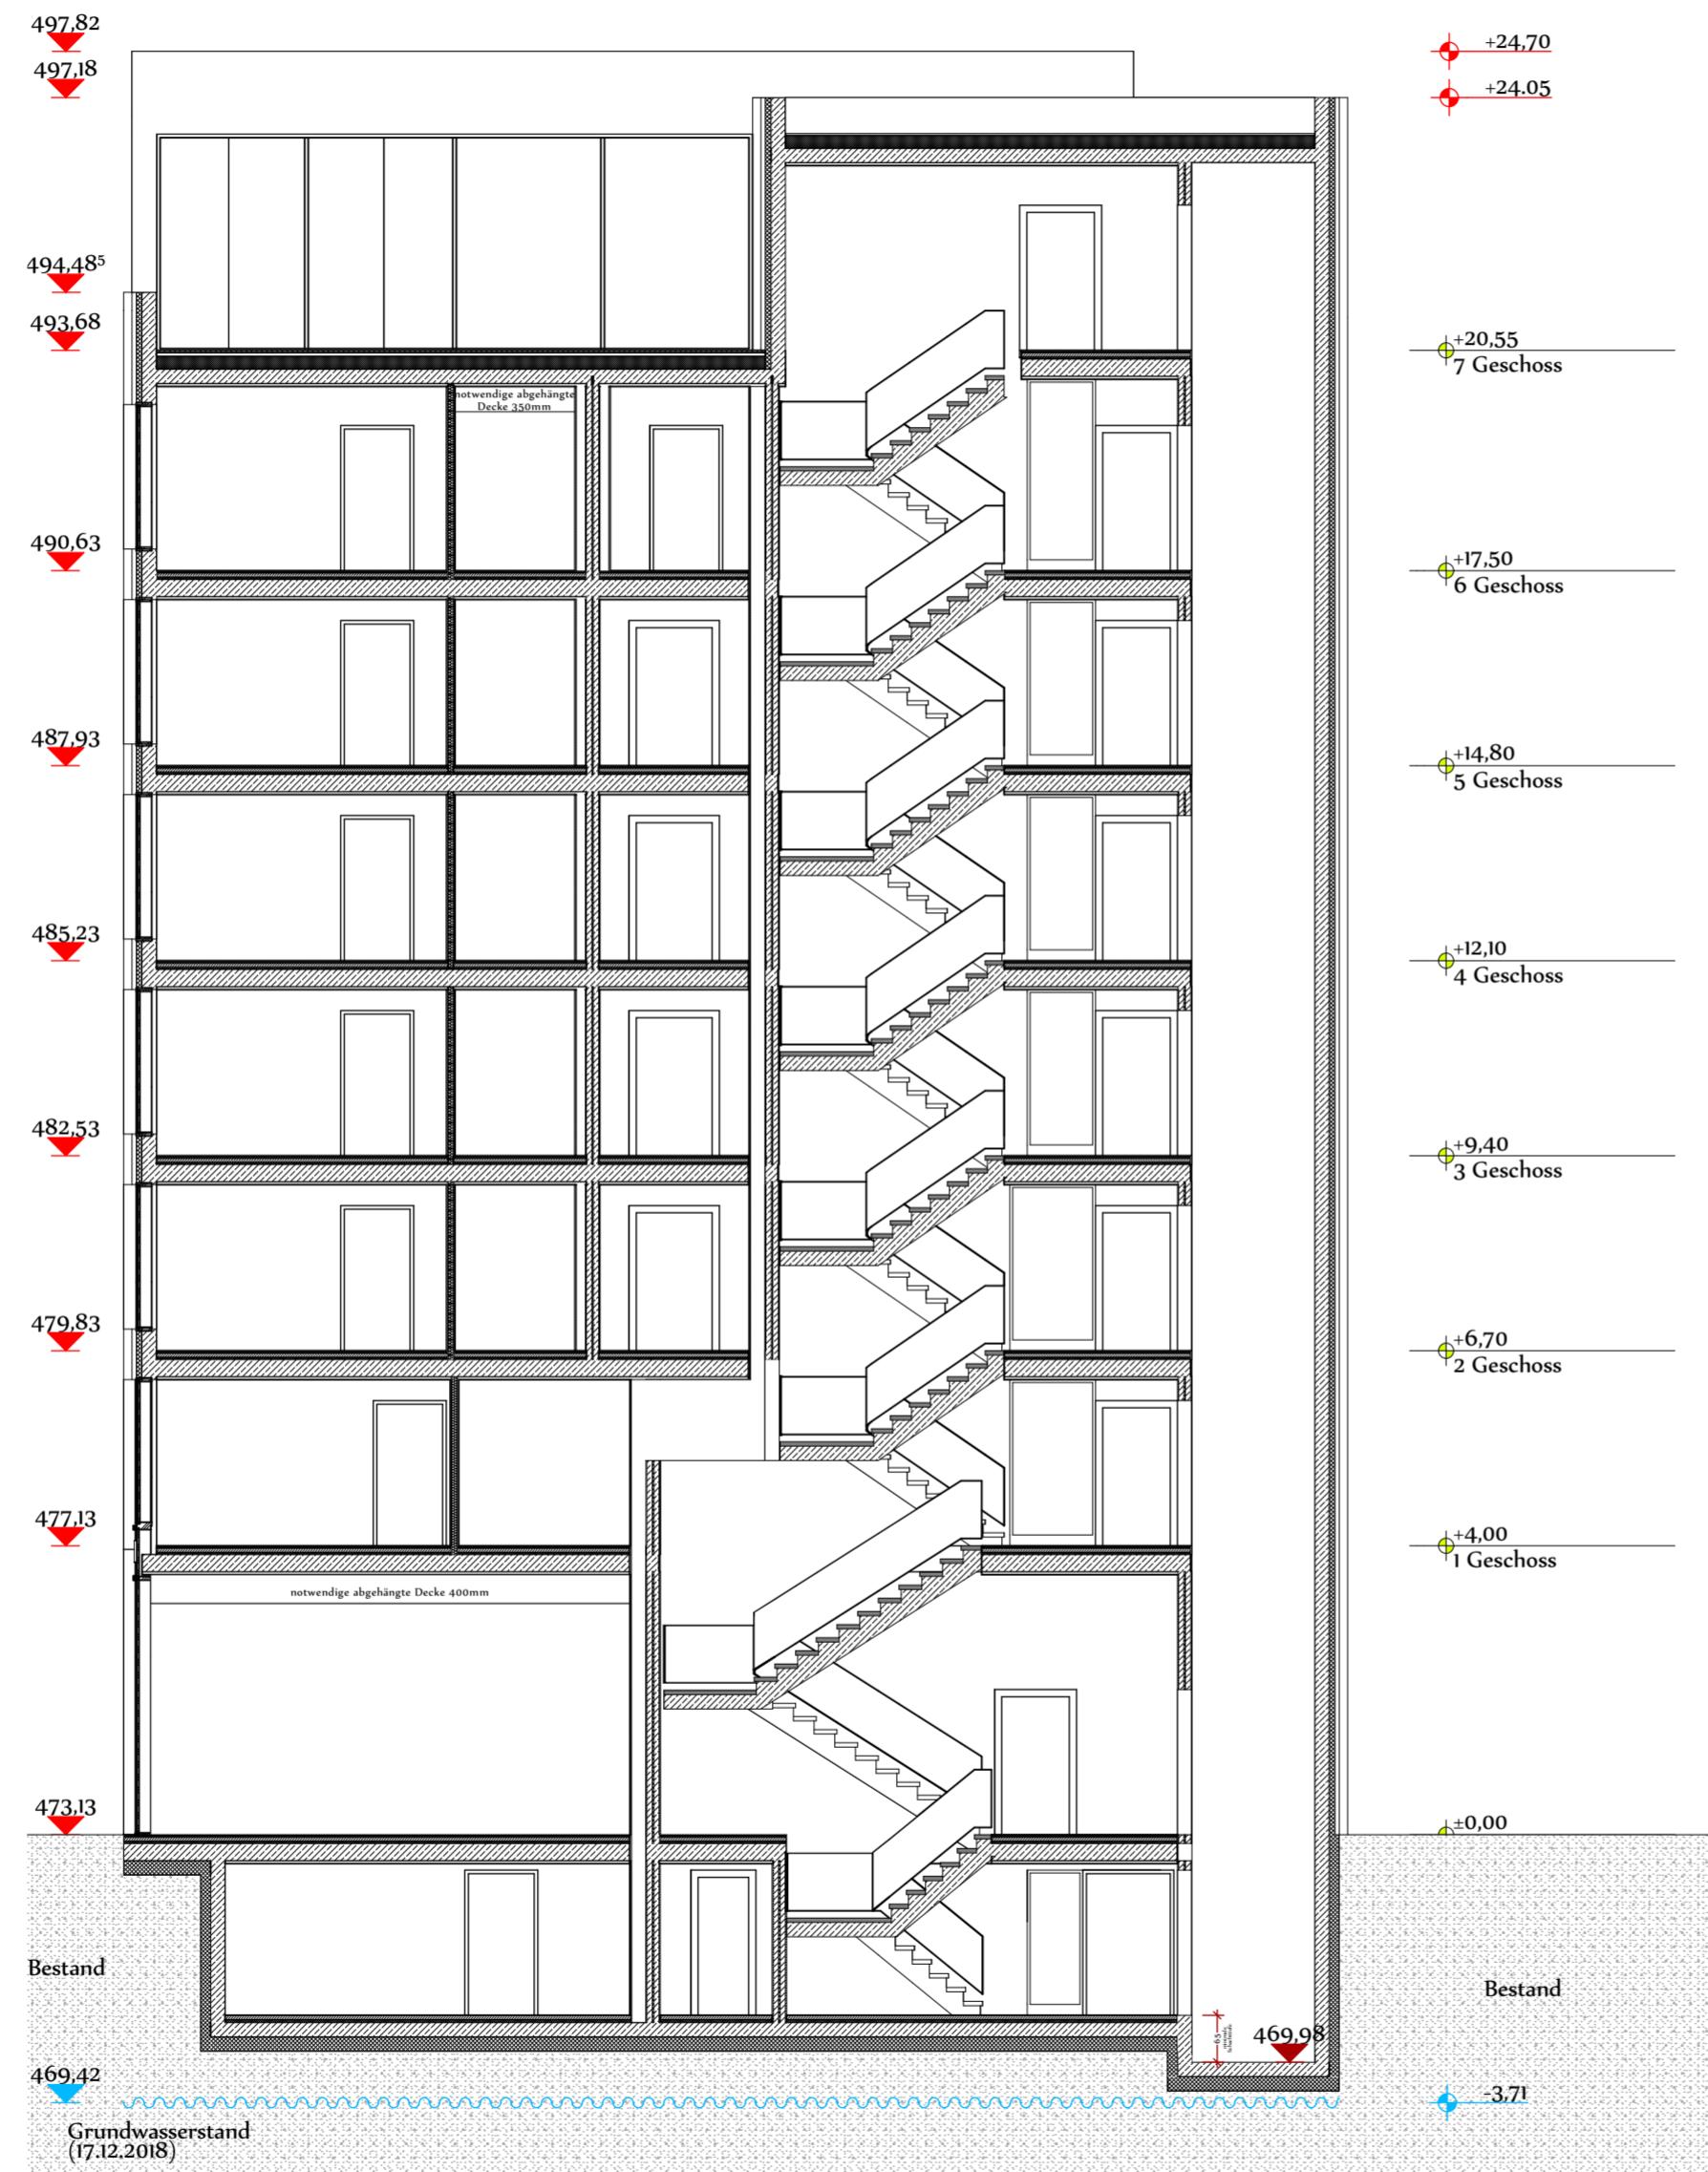 497,82
+24,70
497,18
+24.05
494,48⁵
493,68
+20,55
7 Geschoss
notwendige abgehängte
Decke 350mm
490,63
+17,50
6 Geschoss
487,93
+14,80
5 Geschoss
485,23
+12,10
4 Geschoss
482,53
+9,40
3 Geschoss
479,83
+6,70
2 Geschoss
477,13
+4,00
1 Geschoss
notwendige abgehängte Decke 400mm
473,13
±0,00
Bestand
Bestand
65
469,98
469,42
-3,71
Grundwasserstand
(17.12.2018)